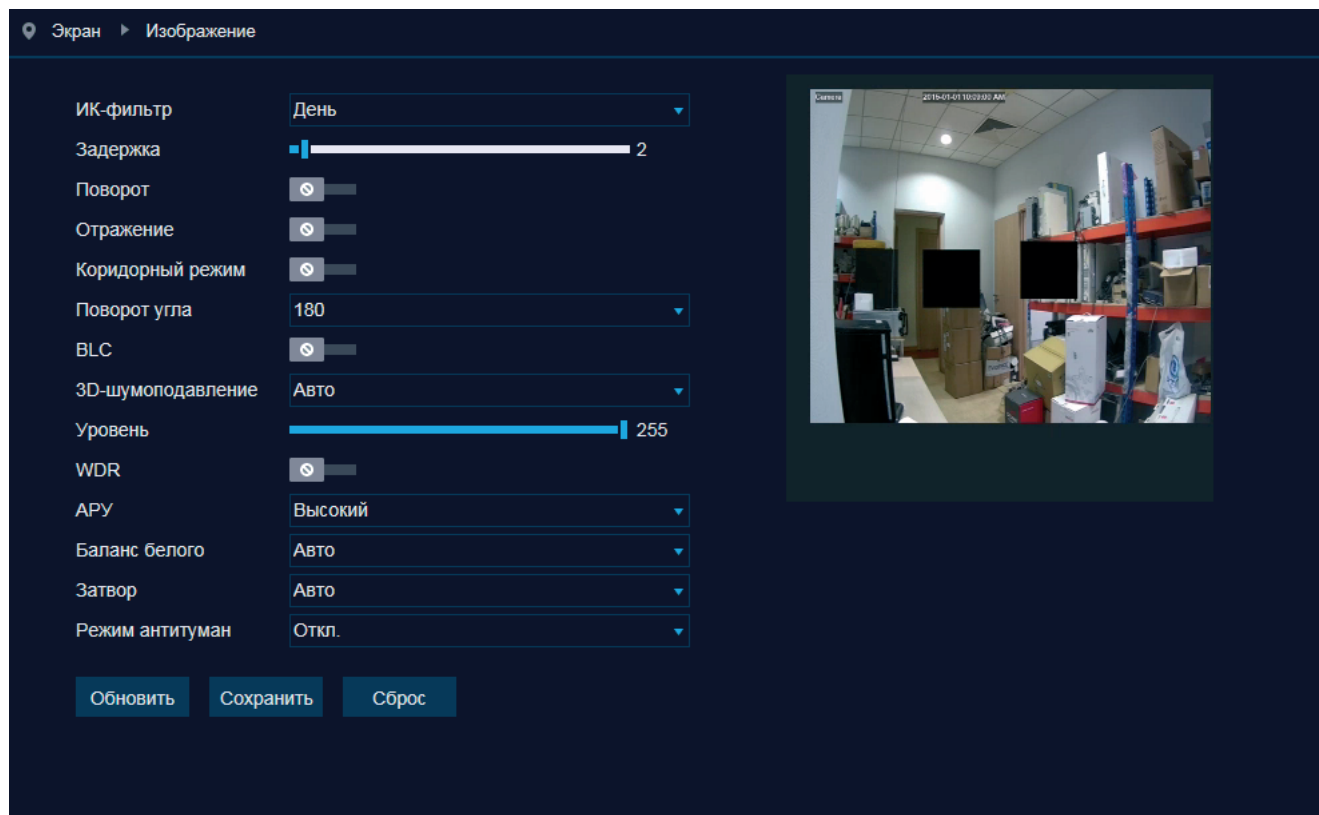 Экран Изображение
ИК-фильтр День
Задержка 2
Поворот
Отражение
Коридорный режим
Поворот угла 180
BLC
3D-шумоподавление Авто
Уровень 255
WDR
АРУ Высокий
Баланс белого Авто
Затвор Авто
Режим антитуман Откл.
Обновить Сохранить Сброс
Camera